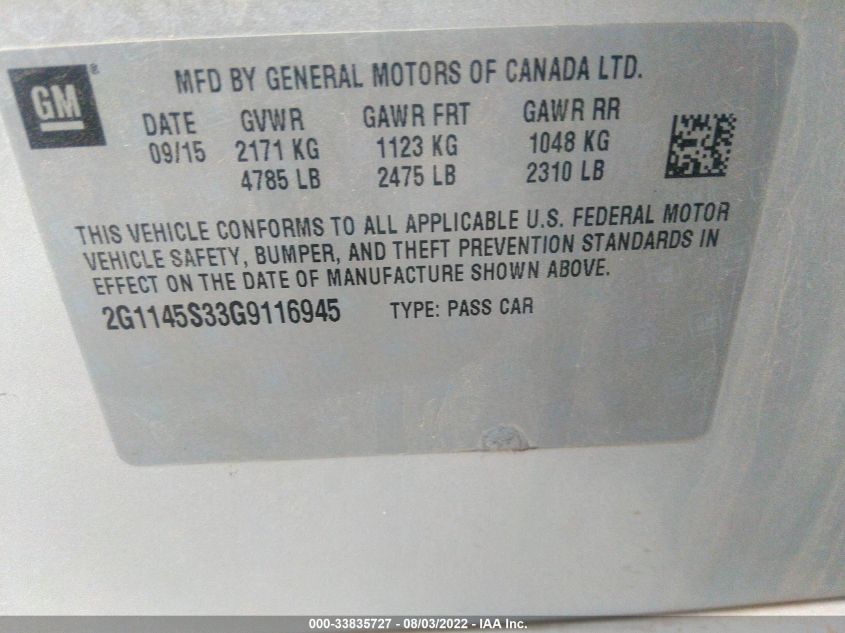 GM ®
MFD BY GENERAL MOTORS OF CANADA LTD.
DATE GVWR GAWR FRT GAWR RR
09/15 2171 KG 1123 KG 1048 KG
4785 LB 2475 LB 2310 LB
THIS VEHICLE CONFORMS TO ALL APPLICABLE U.S. FEDERAL MOTOR
VEHICLE SAFETY, BUMPER, AND THEFT PREVENTION STANDARDS IN
EFFECT ON THE DATE OF MANUFACTURE SHOWN ABOVE.
2G1145S33G9116945 TYPE: PASS CAR
000-33835727 - 08/03/2022 - IAA Inc.